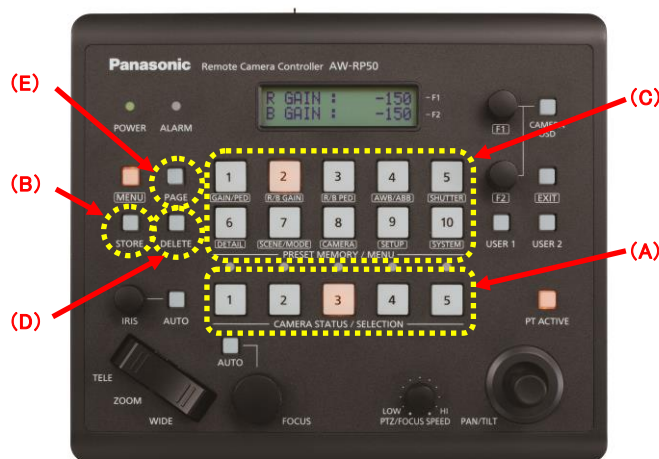 Panasonic Remote Camera Controller AW-RP50
(E)
(C)
R GAIN : -150 -F1
B GAIN : -150 -F2
POWER ALARM
F1 CAMERA OSD
(B)
MENU PAGE
1 2 3 4 5
GAIN/PED R/B GAIN R/B PED AWB/ABB SHUTTER
F2 EXIT
STORE DELETE
6 7 8 9 10
DETAIL SCENE/MODE CAMERA SETUP SYSTEM
PRESET MEMORY / MENU
USER 1 USER 2
(A)
(D)
1 2 3 4 5
CAMERA STATUS / SELECTION
IRIS AUTO
PT ACTIVE
AUTO
TELE
ZOOM
WIDE
FOCUS
LOW HI
PTZ/FOCUS SPEED
PAN/TILT